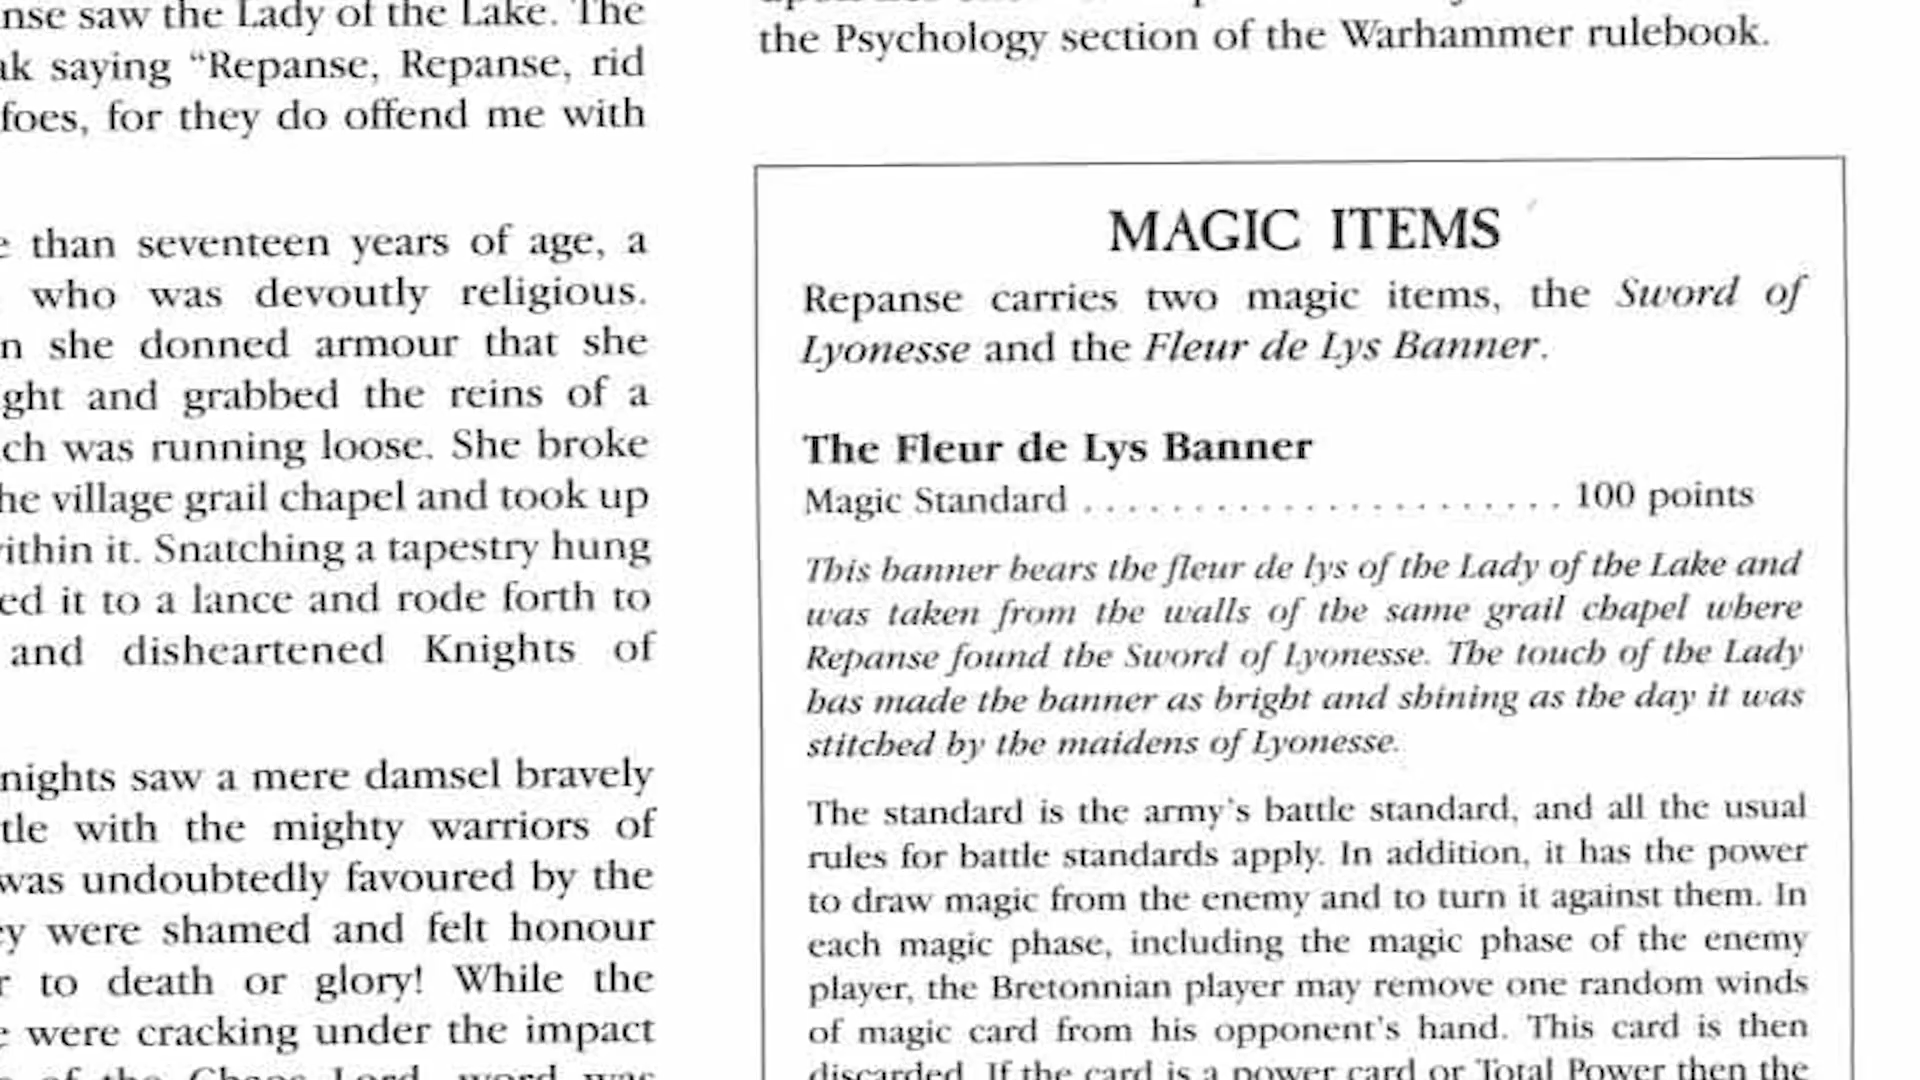 nse saw the Lady of the Lake. The
ak saying “Repanse, Repanse, rid
foes, for they do offend me with
e than seventeen years of age, a
who was devoutly religious.
n she donned armour that she
ght and grabbed the reins of a
ch was running loose. She broke
he village grail chapel and took up
ithin it. Snatching a tapestry hung
ed it to a lance and rode forth to
and disheartened Knights of
nights saw a mere damsel bravely
tle with the mighty warriors of
was undoubtedly favoured by the
ey were shamed and felt honour
r to death or glory! While the
e were cracking under the impact
of the Chaos Lord, word was
the Psychology section of the Warhammer rulebook.
MAGIC ITEMS
Repanse carries two magic items, the Sword of
Lyonesse and the Fleur de Lys Banner.
The Fleur de Lys Banner
Magic Standard . . . . . . . . . . . . . . . . . . . . . . 100 points
This banner bears the fleur de lys of the Lady of the Lake and
was taken from the walls of the same grail chapel where
Repanse found the Sword of Lyonesse. The touch of the Lady
has made the banner as bright and shining as the day it was
stitched by the maidens of Lyonesse.
The standard is the army’s battle standard, and all the usual
rules for battle standards apply. In addition, it has the power
to draw magic from the enemy and to turn it against them. In
each magic phase, including the magic phase of the enemy
player, the Bretonnian player may remove one random winds
of magic card from his opponent’s hand. This card is then
discarded. If the card is a power card or Total Power then the